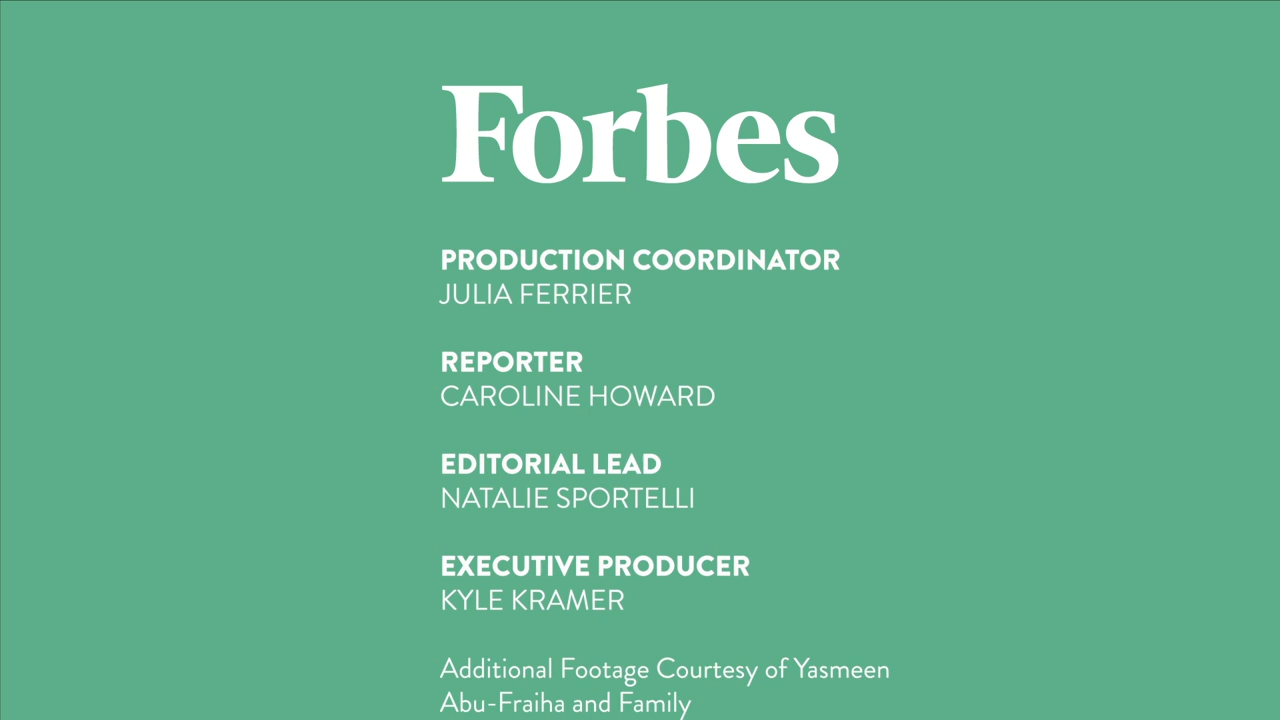 Forbes
PRODUCTION COORDINATOR
JULIA FERRIER
REPORTER
CAROLINE HOWARD
EDITORIAL LEAD
NATALIE SPORTELLI
EXECUTIVE PRODUCER
KYLE KRAMER
Additional Footage Courtesy of Yasmeen
Abu-Fraiha and Family